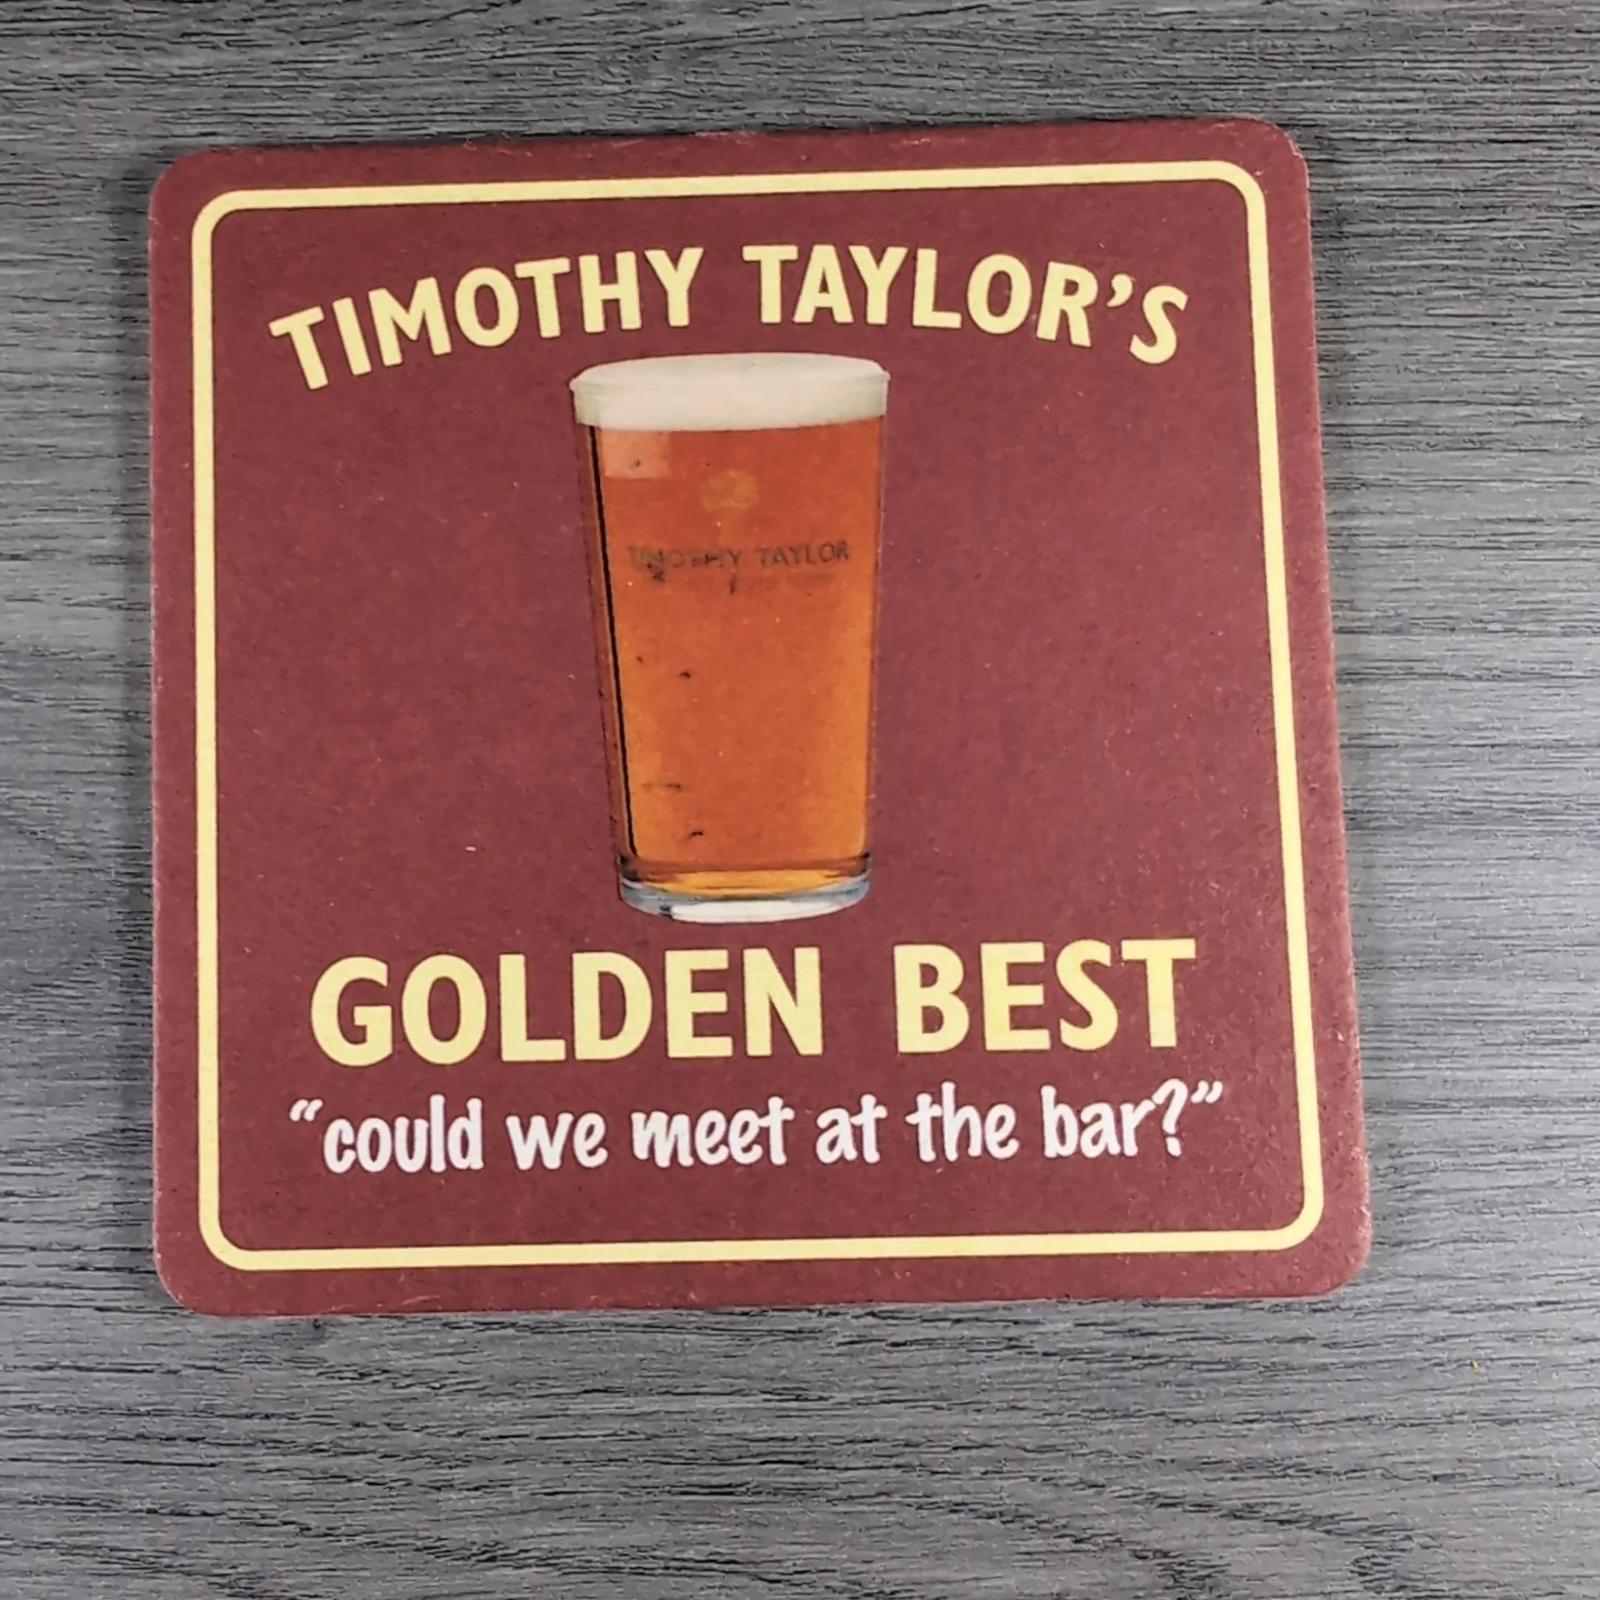 TIMOTHY TAYLOR'S
TIMOTHY TAYLOR
GOLDEN BEST
“could we meet at the bar?”